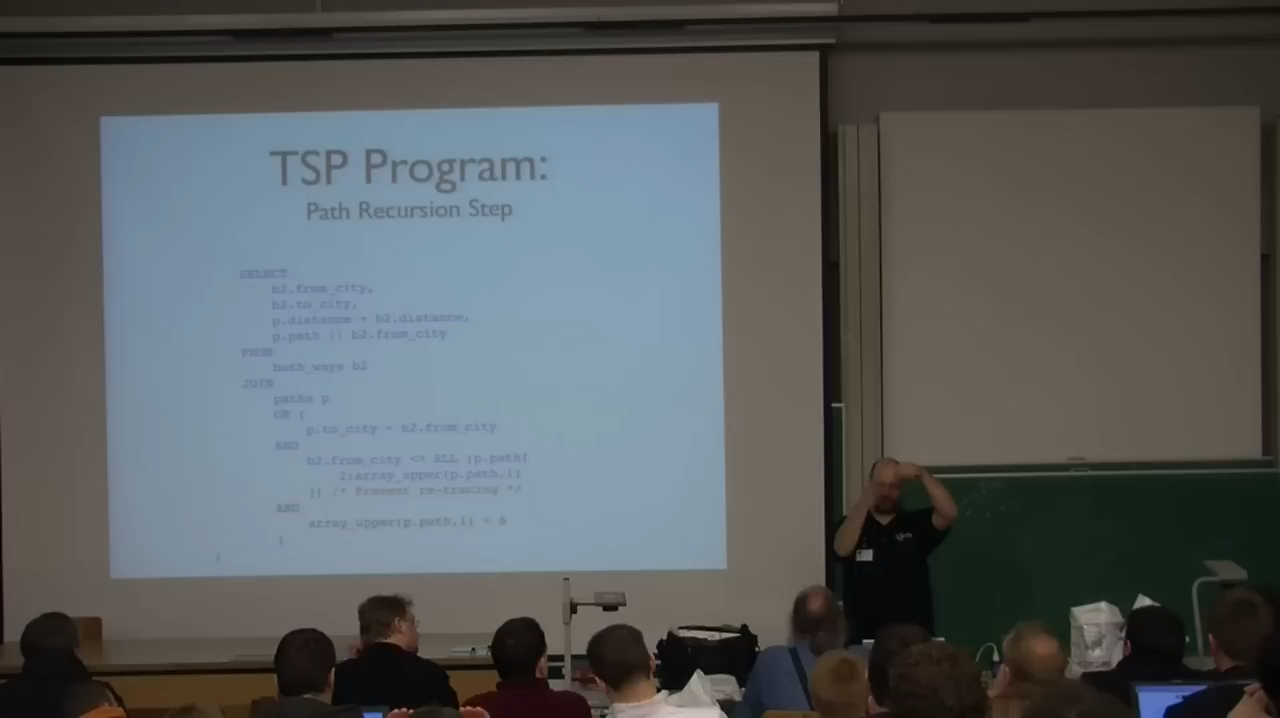 TSP Program:
Path Recursion Step
SELECT
b2.from_city,
b2.to_city,
p.distance + b2.distance,
p.path || b2.from_city
FROM
both_ways b2
JOIN
paths p
ON (
p.to_city = b2.from_city
AND
b2.from_city <> ALL (p.path[
2:array_upper(p.path,1)
]) /* Prevent re-tracing */
AND
array_upper(p.path,1) < 6
)
)